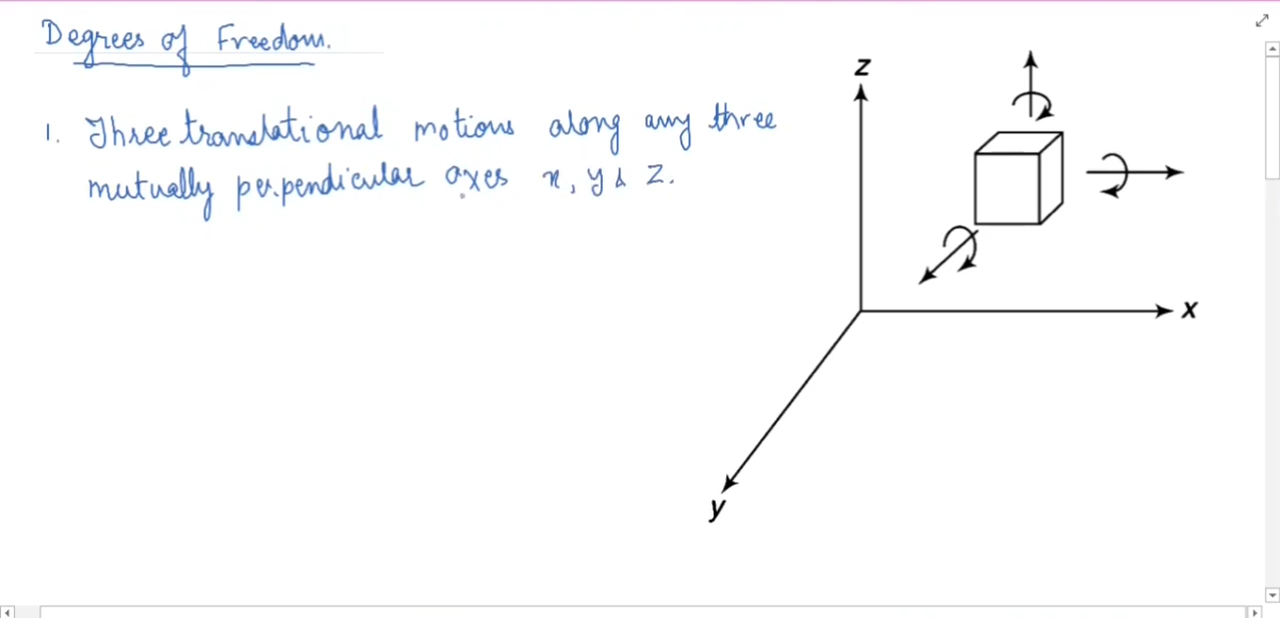 Degrees of Freedom.
1. Three translational motions along any three
mutually perpendicular axes x, y & z.
z
x
y